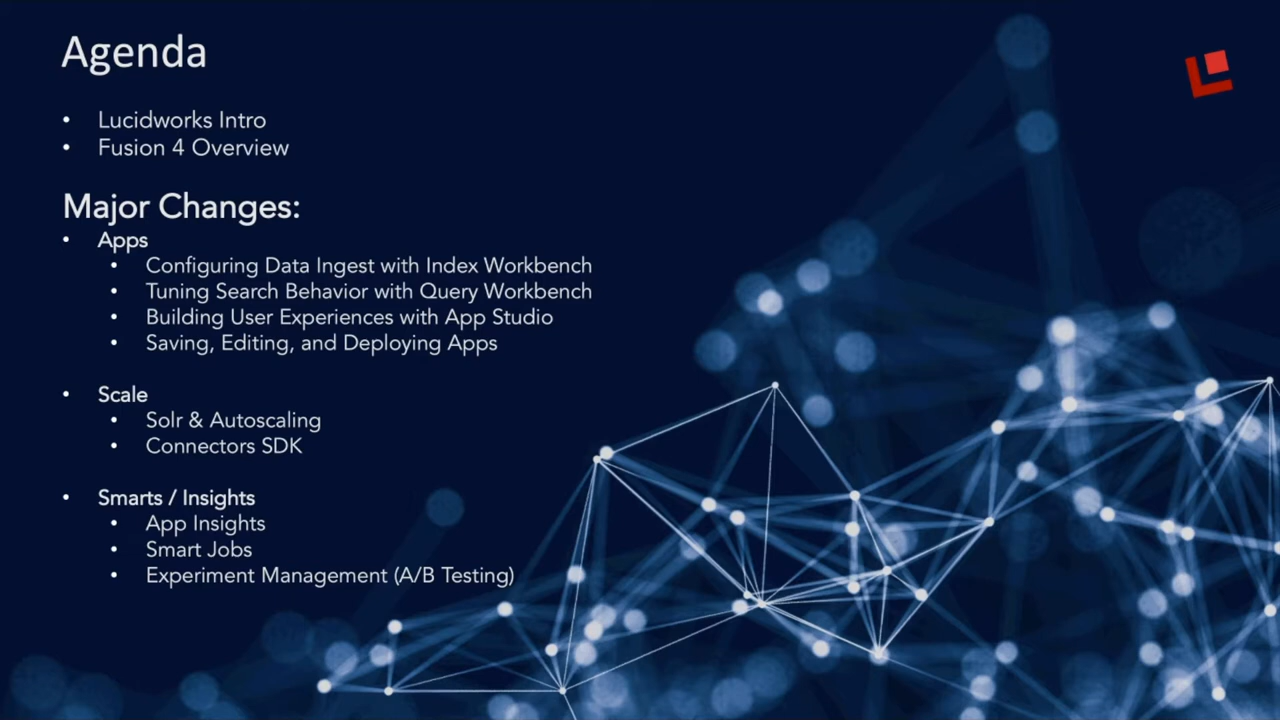 Agenda
• Lucidworks Intro
• Fusion 4 Overview
Major Changes:
• Apps
• Configuring Data Ingest with Index Workbench
• Tuning Search Behavior with Query Workbench
• Building User Experiences with App Studio
• Saving, Editing, and Deploying Apps
• Scale
• Solr & Autoscaling
• Connectors SDK
• Smarts / Insights
• App Insights
• Smart Jobs
• Experiment Management (A/B Testing)